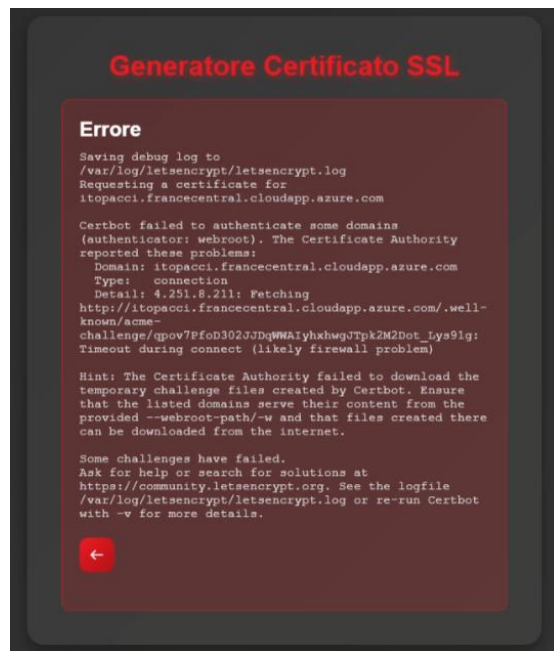 Generatore Certificato SSL
Errore
Saving debug log to
/var/log/letsencrypt/letsencrypt.log
Requesting a certificate for
itopacci.francecentral.cloudapp.azure.com
Certbot failed to authenticate some domains
(authenticator: webroot). The Certificate Authority
reported these problems:
Domain: itopacci.francecentral.cloudapp.azure.com
Type: connection
Detail: 4.251.8.211: Fetching
http://itopacci.francecentral.cloudapp.azure.com/.well-
known/acme-
challenge/qpov7PfoD302JJDqWWAIyhxhwgJTpk2M2Dot_Lys91g:
Timeout during connect (likely firewall problem)
Hint: The Certificate Authority failed to download the
temporary challenge files created by Certbot. Ensure
that the listed domains serve their content from the
provided --webroot-path/-w and that files created there
can be downloaded from the internet.
Some challenges have failed.
Ask for help or search for solutions at
https://community.letsencrypt.org. See the logfile
/var/log/letsencrypt/letsencrypt.log or re-run Certbot
with -v for more details.